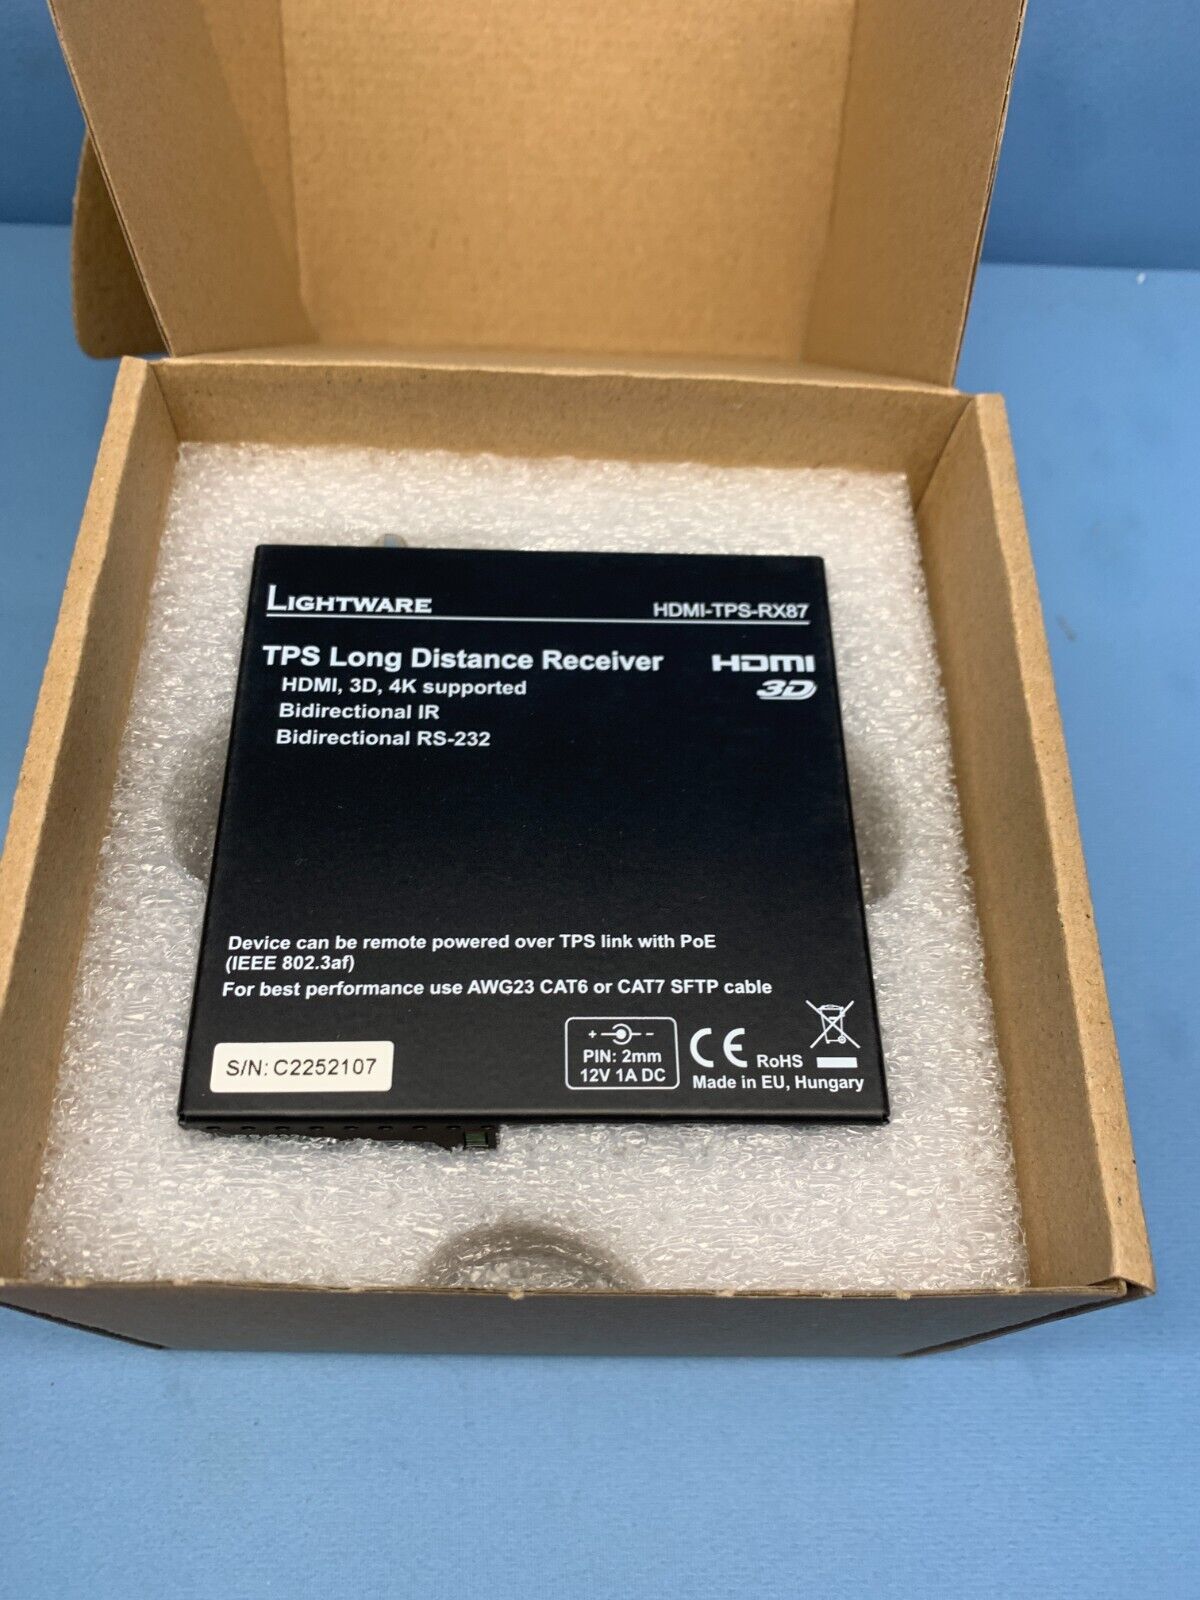 LIGHTWARE
HDMI-TPS-RX87
TPS Long Distance Receiver
HDMI
3D
HDMI, 3D, 4K supported
Bidirectional IR
Bidirectional RS-232
Device can be remote powered over TPS link with PoE
(IEEE 802.3af)
For best performance use AWG23 CAT6 or CAT7 SFTP cable
S/N: C2252107
+ -
PIN: 2mm
12V 1A DC
CE
RoHS
Made in EU, Hungary